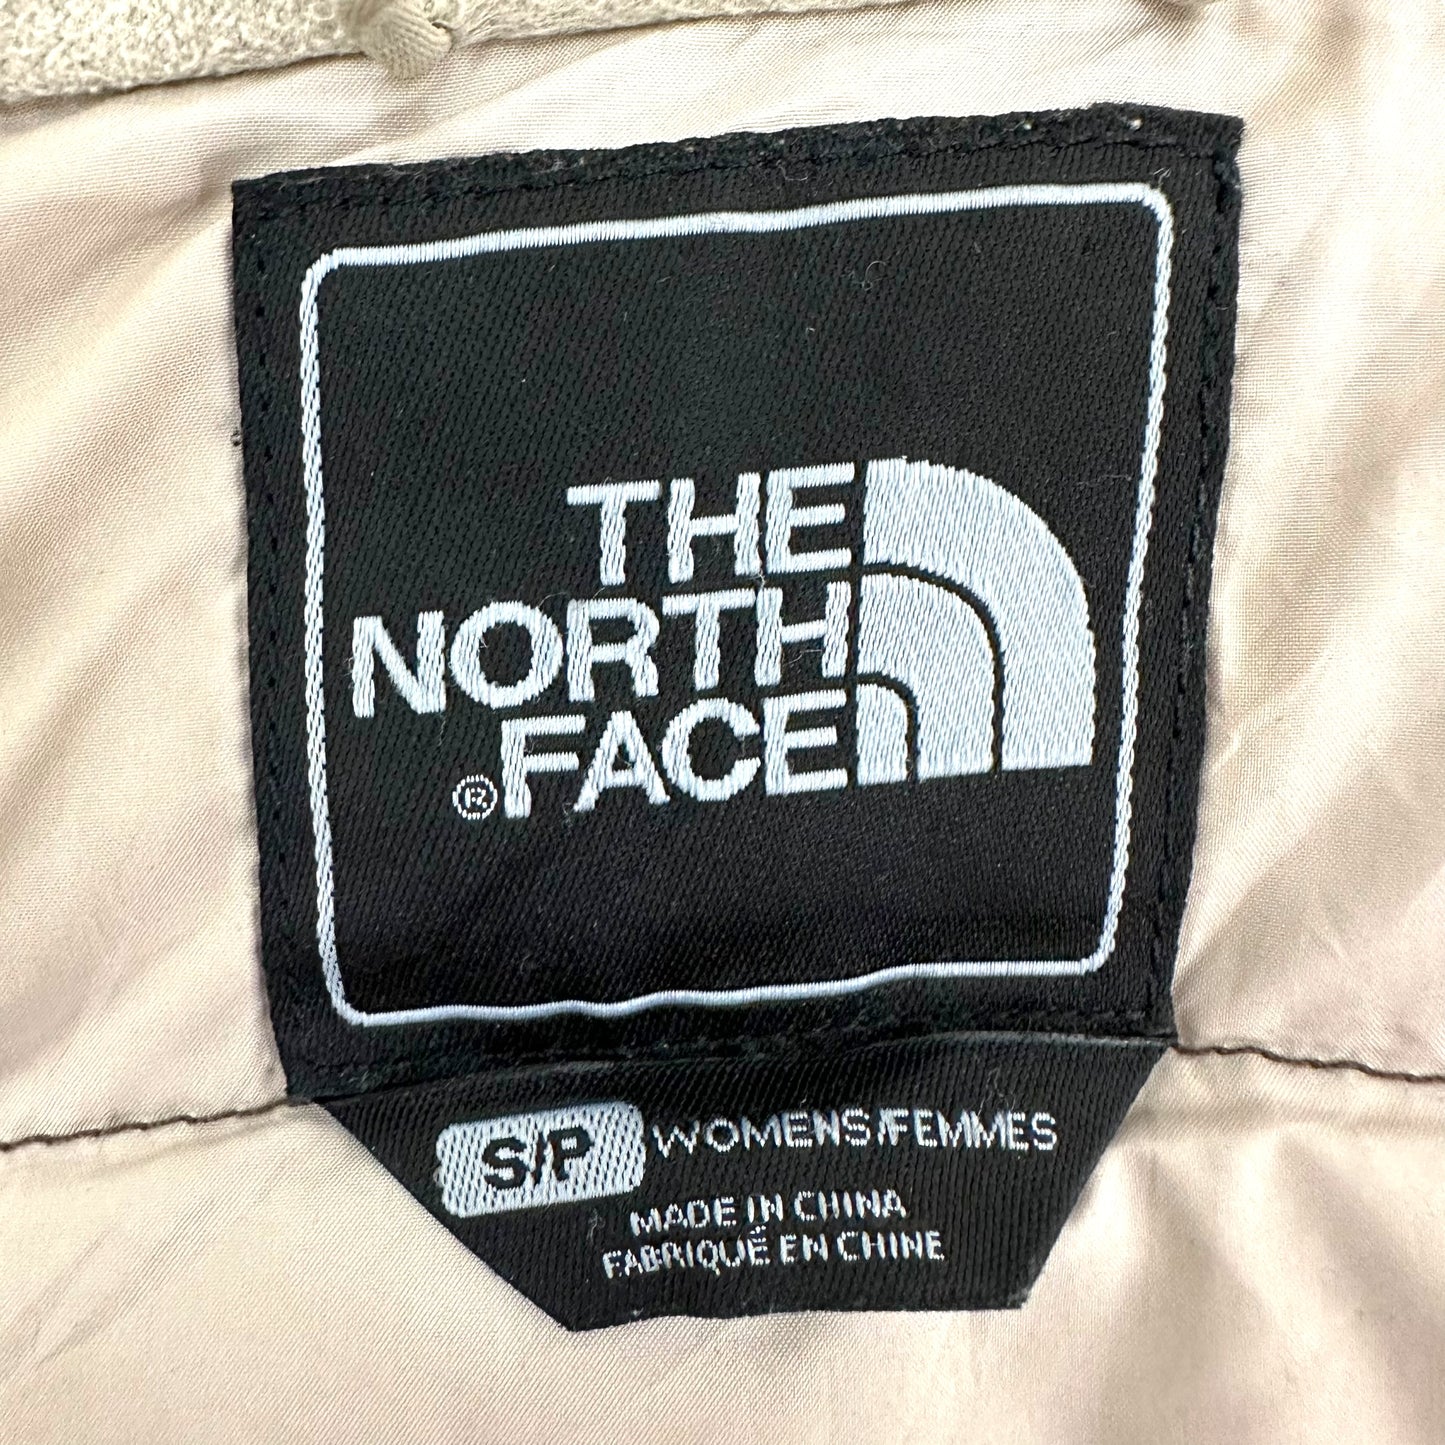 THE
NORTH
®FACE
S/P WOMENS/FEMMES
MADE IN CHINA
FABRIQUÉ EN CHINE